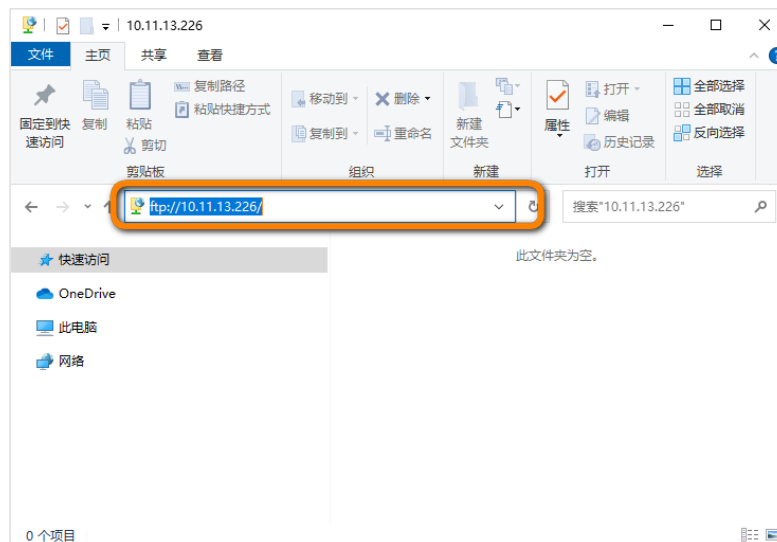 10.11.13.226
文件 主页 共享 查看
固定到快速访问
复制
粘贴
复制路径
粘贴快捷方式
剪切
移动到
复制到
删除
重命名
新建
文件夹
属性
打开
编辑
历史记录
全部选择
全部取消
反向选择
剪贴板 组织 新建 打开 选择
ftp://10.11.13.226/
搜索"10.11.13.226"
快速访问
此文件夹为空。
OneDrive
此电脑
网络
0 个项目